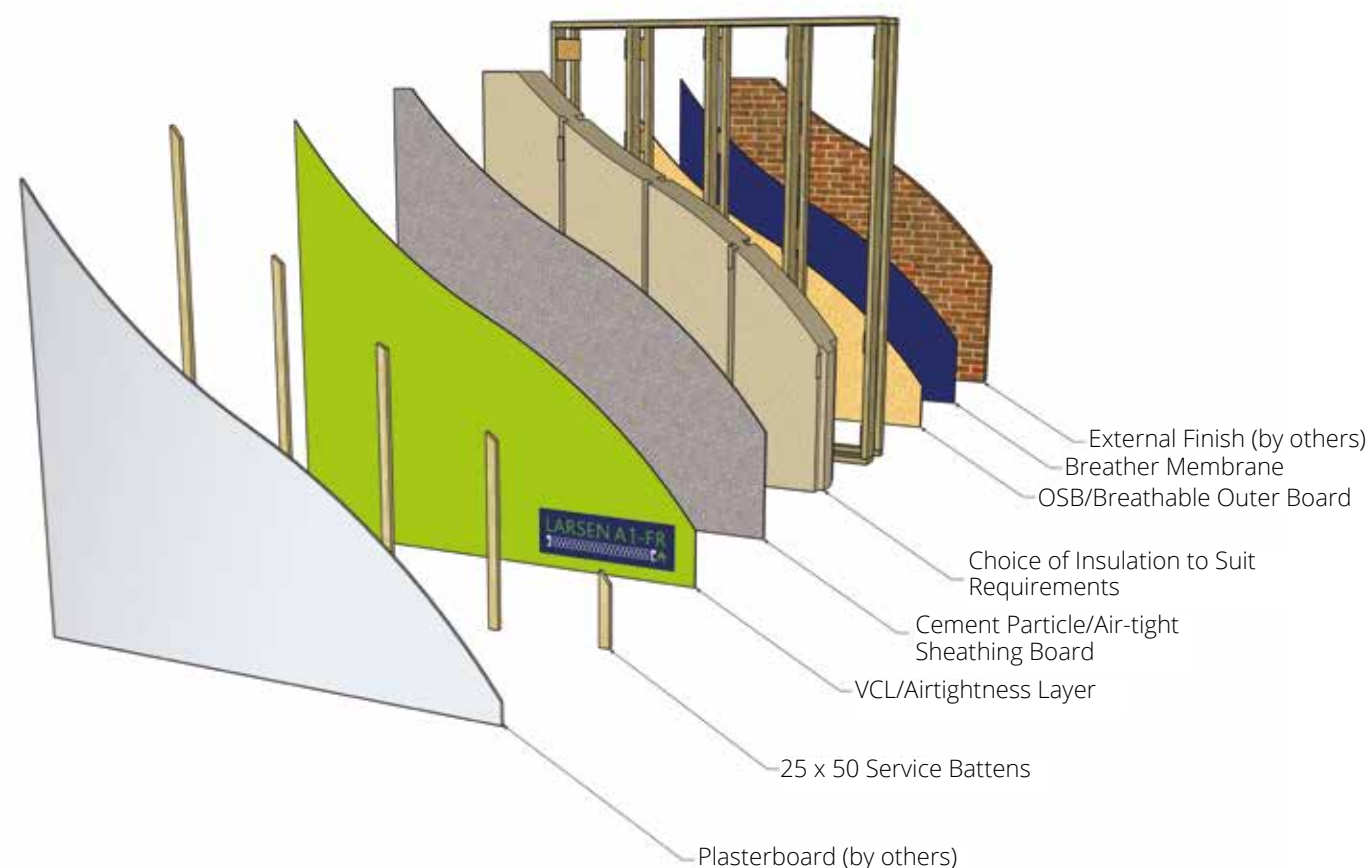 External Finish (by others)
Breather Membrane
OSB/Breathable Outer Board
Choice of Insulation to Suit
Requirements
Cement Particle/Air-tight
Sheathing Board
LARSEN A1-FR
VCL/Airtightness Layer
25 x 50 Service Battens
Plasterboard (by others)